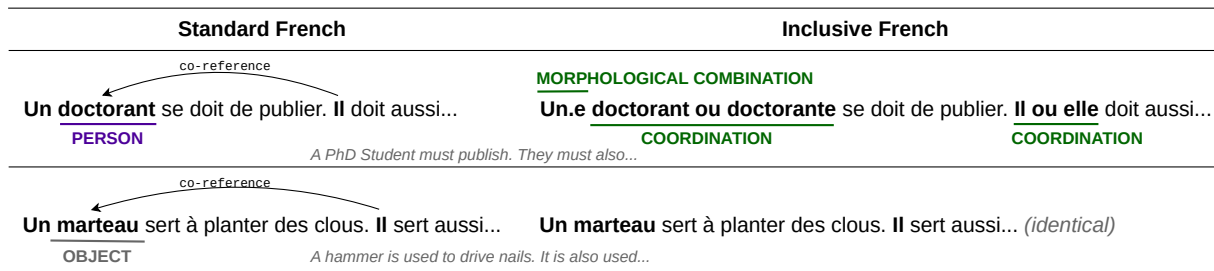 Standard French
Inclusive French
co-reference
MORPHOLOGICAL COMBINATION
Un doctorant se doit de publier. Il doit aussi...
Un.e doctorant ou doctorante se doit de publier. Il ou elle doit aussi...
PERSON
COORDINATION
COORDINATION
A PhD Student must publish. They must also...
co-reference
Un marteau sert à planter des clous. Il sert aussi...
Un marteau sert à planter des clous. Il sert aussi... (identical)
OBJECT
A hammer is used to drive nails. It is also used...